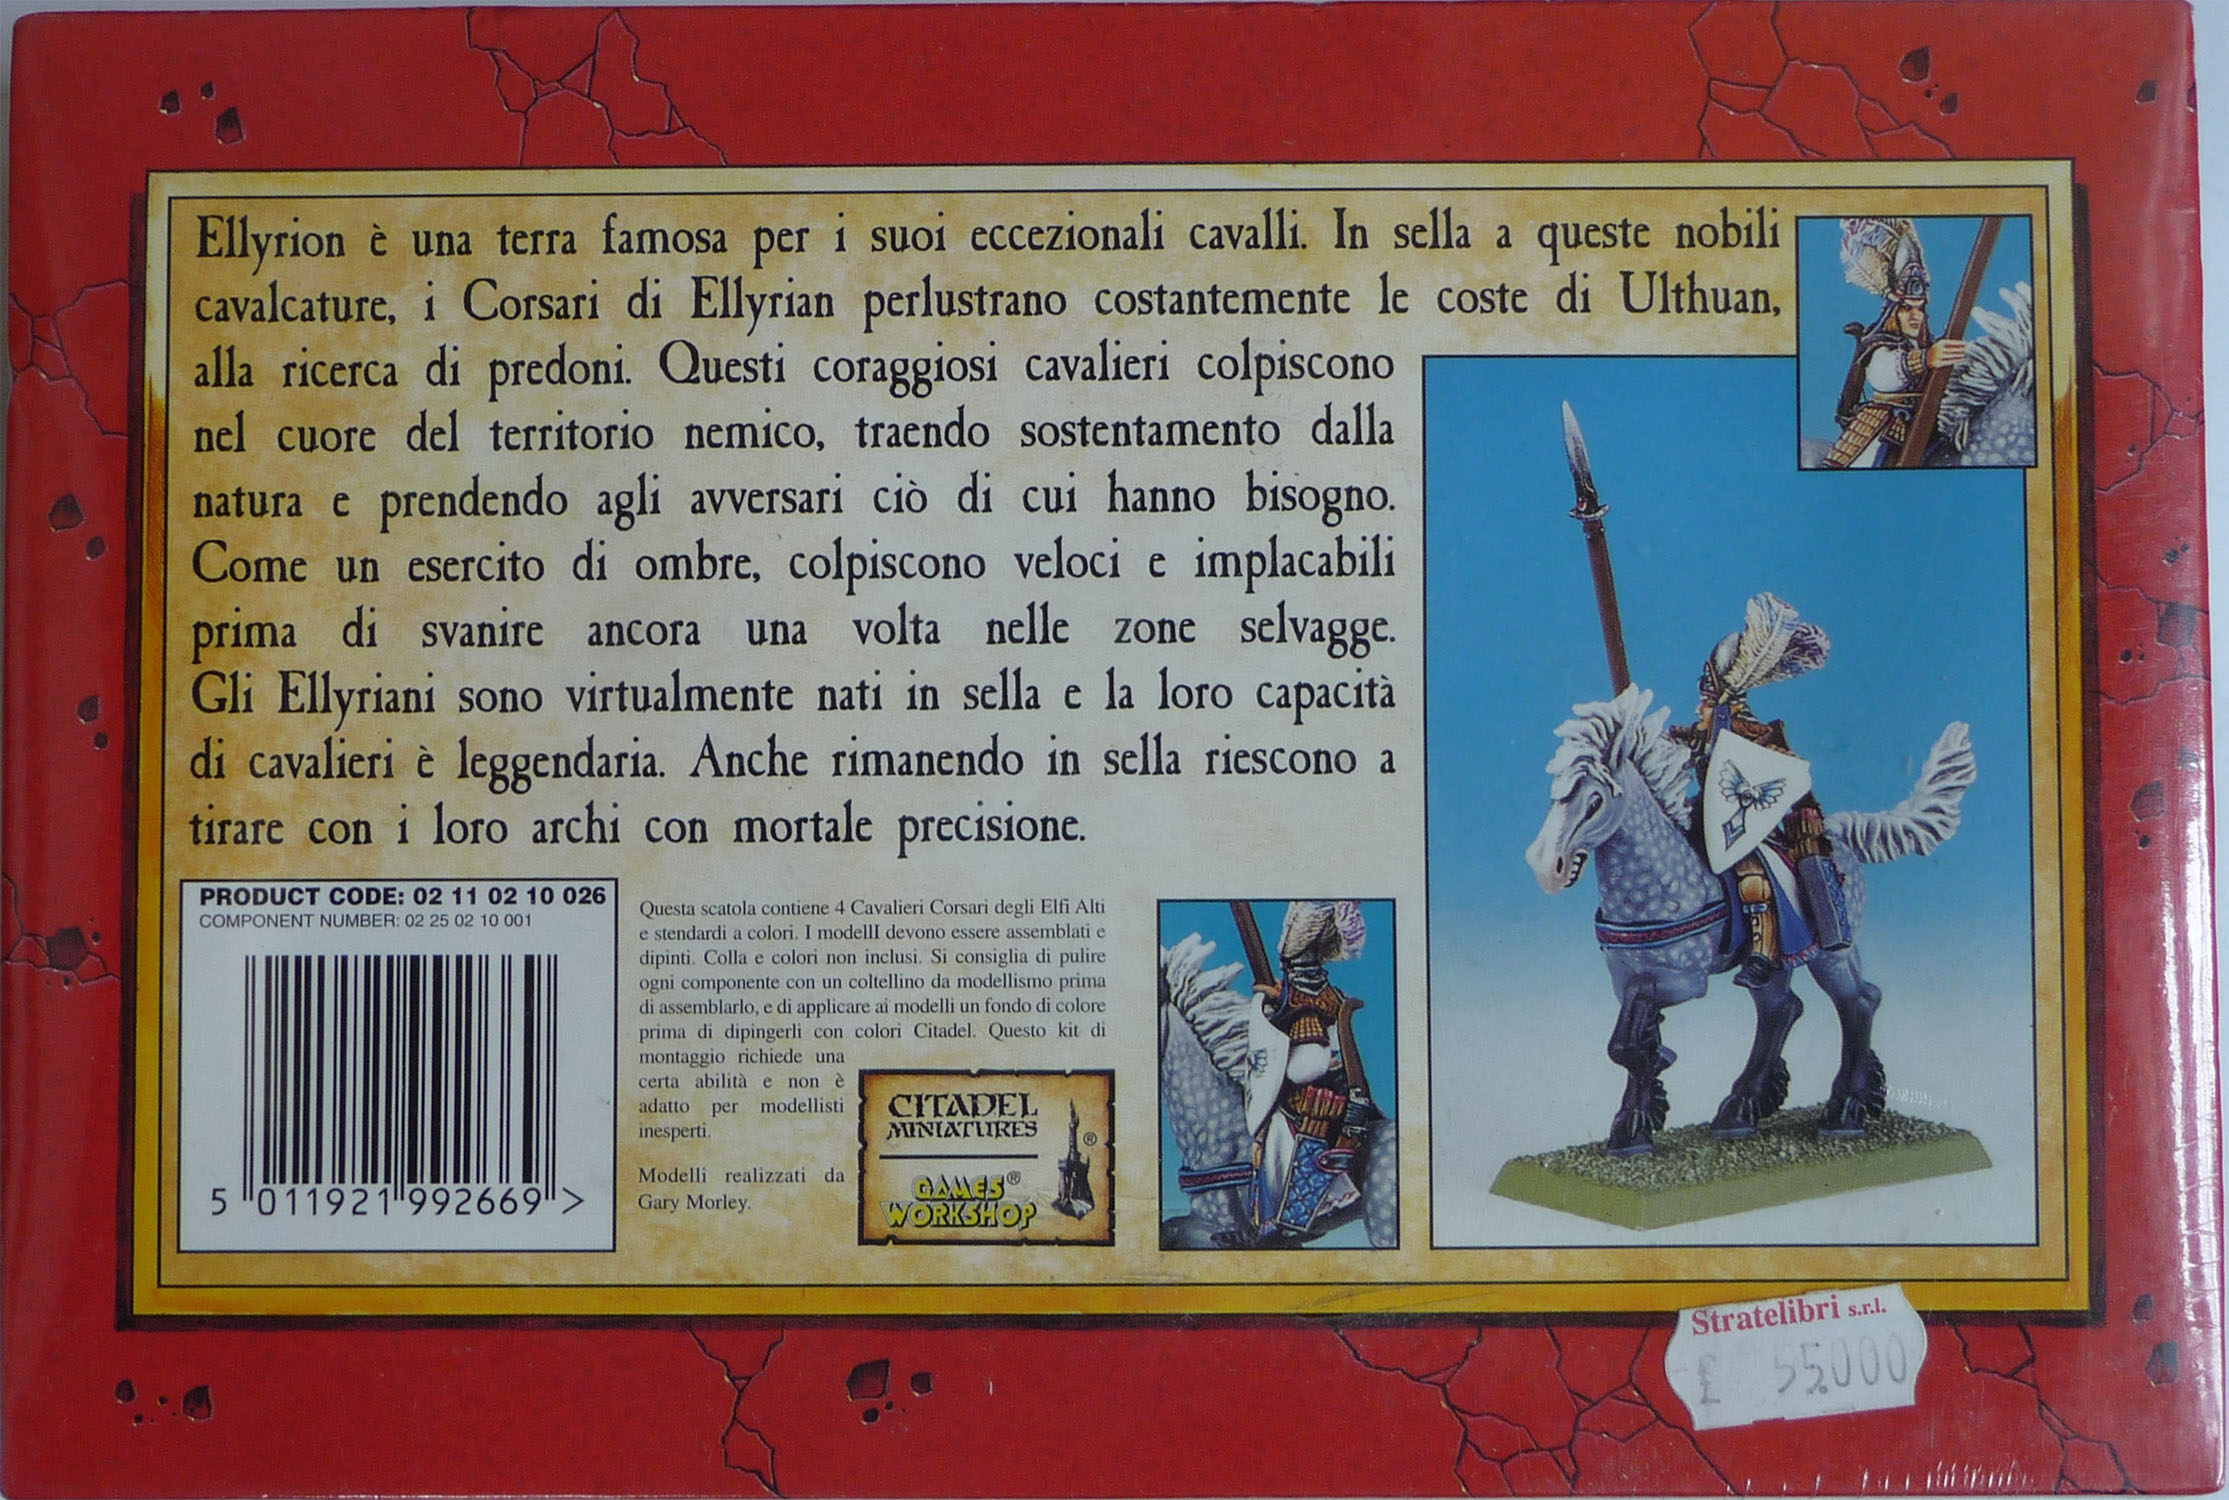 Ellyrion è una terra famosa per i suoi eccezionali cavalli. In sella a queste nobili
cavalcature, i Corsari di Ellyrian perlustrano costantemente le coste di Ulthuan,
alla ricerca di predoni. Questi coraggiosi cavalieri colpiscono
nel cuore del territorio nemico, traendo sostentamento dalla
natura e prendendo agli avversari ciò di cui hanno bisogno.
Come un esercito di ombre, colpiscono veloci e implacabili
prima di svanire ancora una volta nelle zone selvagge.
Gli Ellyriani sono virtualmente nati in sella e la loro capacità
di cavalieri è leggendaria. Anche rimanendo in sella riescono a
tirare con i loro archi con mortale precisione.
PRODUCT CODE: 02 11 02 10 026
COMPONENT NUMBER: 02 25 02 10 001
5 011921 992669 >
Questa scatola contiene 4 Cavalieri Corsari degli Elfi Alti
e stendardi a colori. I modellI devono essere assemblati e
dipinti. Colla e colori non inclusi. Si consiglia di pulire
ogni componente con un coltellino da modellismo prima
di assemblarlo, e di applicare ai modelli un fondo di colore
prima di dipingerli con colori Citadel. Questo kit di
montaggio richiede una
certa abilità e non è
adatto per modellisti
inesperti.
Modelli realizzati da
Gary Morley.
CITADEL
MINIATURES
®
GAMES®
WORKSHOP
Stratelibri s.r.l.
£ 55.000